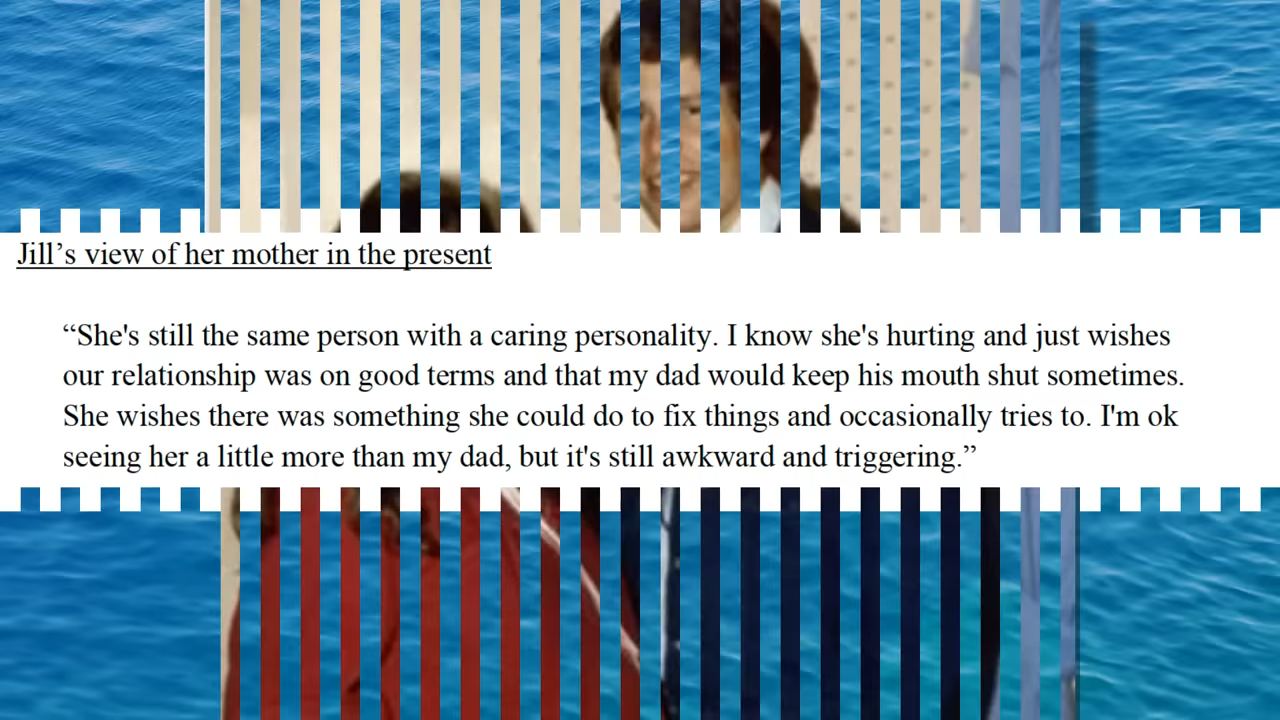 Jill’s view of her mother in the present
“She's still the same person with a caring personality. I know she's hurting and just wishes
our relationship was on good terms and that my dad would keep his mouth shut sometimes.
She wishes there was something she could do to fix things and occasionally tries to. I'm ok
seeing her a little more than my dad, but it's still awkward and triggering.”